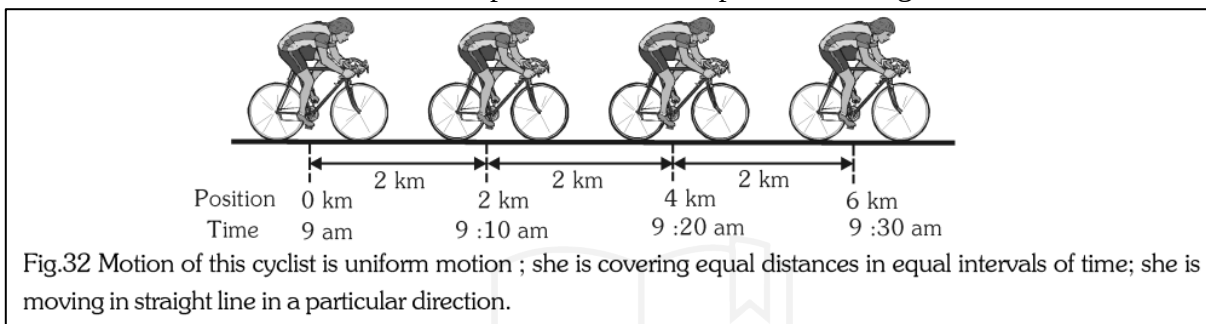 2 km 2 km 2 km
Position 0 km 2 km 4 km 6 km
Time 9 am 9 :10 am 9 :20 am 9 :30 am
Fig.32 Motion of this cyclist is uniform motion ; she is covering equal distances in equal intervals of time; she is
moving in straight line in a particular direction.